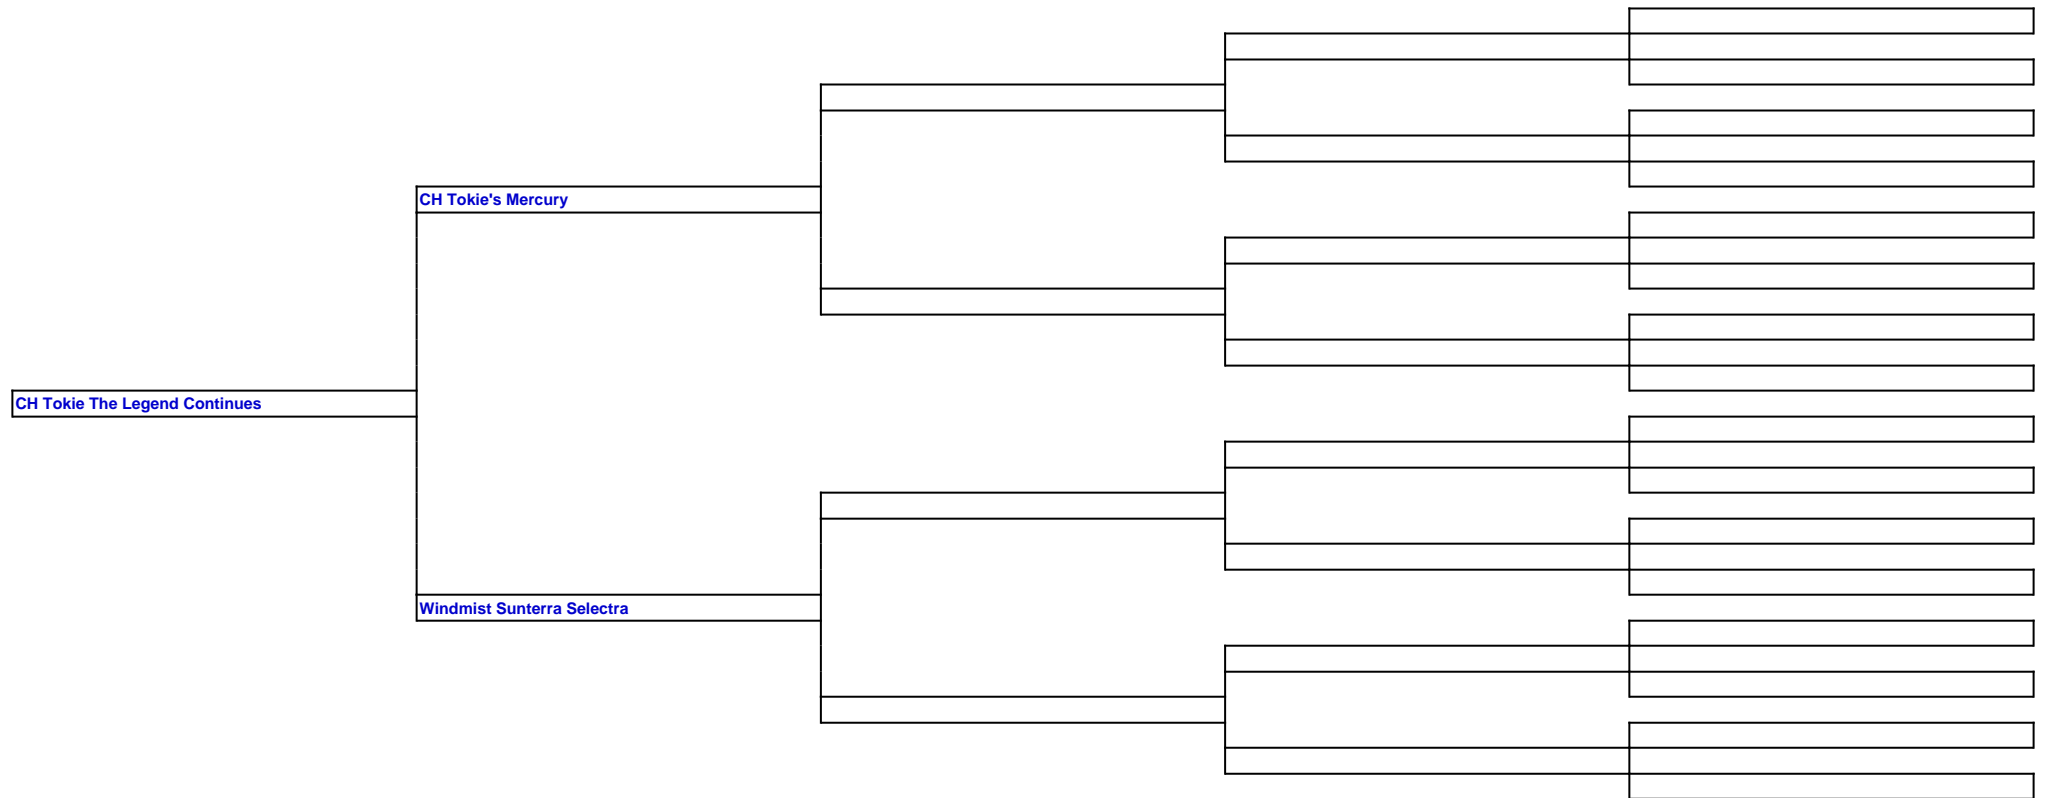 CH Tokie's Mercury
CH Tokie The Legend Continues
Windmist Sunterra Selectra